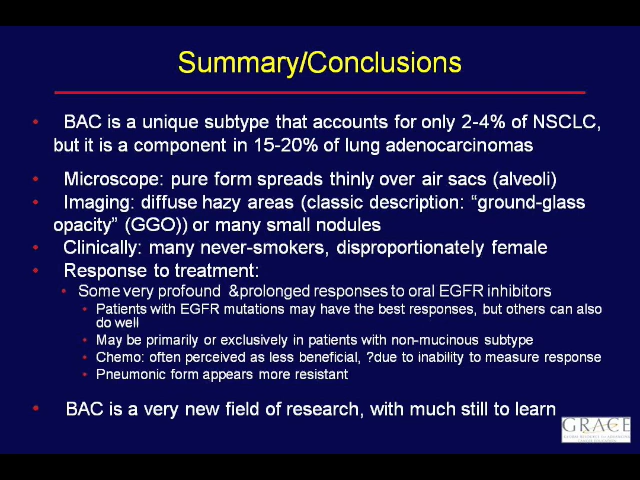 Summary/Conclusions
• BAC is a unique subtype that accounts for only 2-4% of NSCLC,
but it is a component in 15-20% of lung adenocarcinomas
• Microscope: pure form spreads thinly over air sacs (alveoli)
• Imaging: diffuse hazy areas (classic description: “ground-glass
opacity” (GGO)) or many small nodules
• Clinically: many never-smokers, disproportionately female
• Response to treatment:
• Some very profound &prolonged responses to oral EGFR inhibitors
• Patients with EGFR mutations may have the best responses, but others can also
do well
• May be primarily or exclusively in patients with non-mucinous subtype
• Chemo: often perceived as less beneficial, ?due to inability to measure response
• Pneumonic form appears more resistant
• BAC is a very new field of research, with much still to learn
GRACE